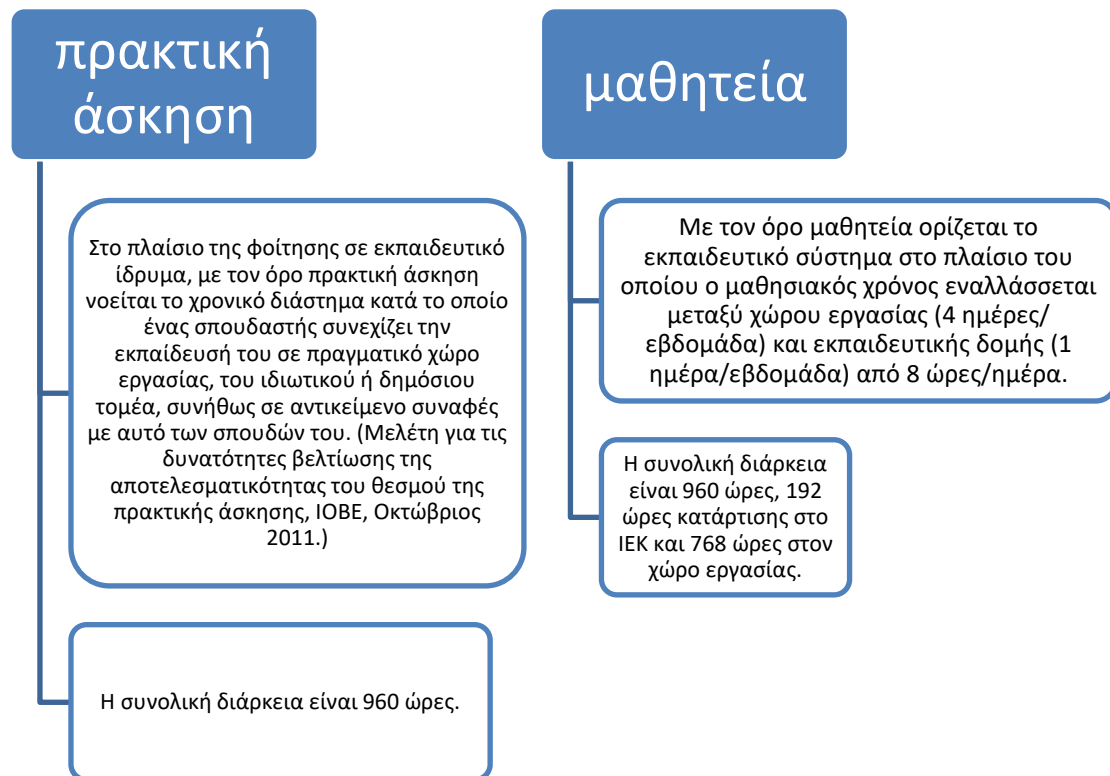 πρακτική
άσκηση
Στο πλαίσιο της φοίτησης σε εκπαιδευτικό
ίδρυμα, με τον όρο πρακτική άσκηση
νοείται το χρονικό διάστημα κατά το οποίο
ένας σπουδαστής συνεχίζει την
εκπαίδευσή του σε πραγματικό χώρο
εργασίας, του ιδιωτικού ή δημόσιου
τομέα, συνήθως σε αντικείμενο συναφές
με αυτό των σπουδών του. (Μελέτη για τις
δυνατότητες βελτίωσης της
αποτελεσματικότητας του θεσμού της
πρακτικής άσκησης, ΙΟΒΕ, Οκτώβριος
2011.)
Η συνολική διάρκεια είναι 960 ώρες.
μαθητεία
Με τον όρο μαθητεία ορίζεται το
εκπαιδευτικό σύστημα στο πλαίσιο του
οποίου ο μαθησιακός χρόνος εναλλάσσεται
μεταξύ χώρου εργασίας (4 ημέρες/
εβδομάδα) και εκπαιδευτικής δομής (1
ημέρα/εβδομάδα) από 8 ώρες/ημέρα.
Η συνολική διάρκεια
είναι 960 ώρες, 192
ώρες κατάρτισης στο
ΙΕΚ και 768 ώρες στον
χώρο εργασίας.